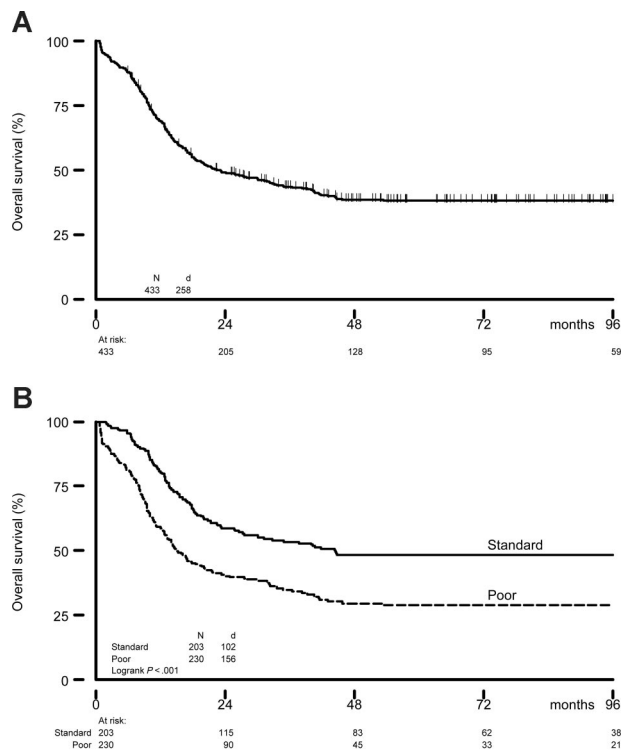 A
Overall survival (%)
100
75
50
25
0
N d
433 258
0 24 48 72 months 96
At risk:
433 205 128 95 59
B
Overall survival (%)
100
75
50
25
0
Standard
Poor
N d
Standard 203 102
Poor 230 156
Logrank P < .001
0 24 48 72 months 96
At risk:
Standard 203 115 83 62 38
Poor 230 90 45 33 21